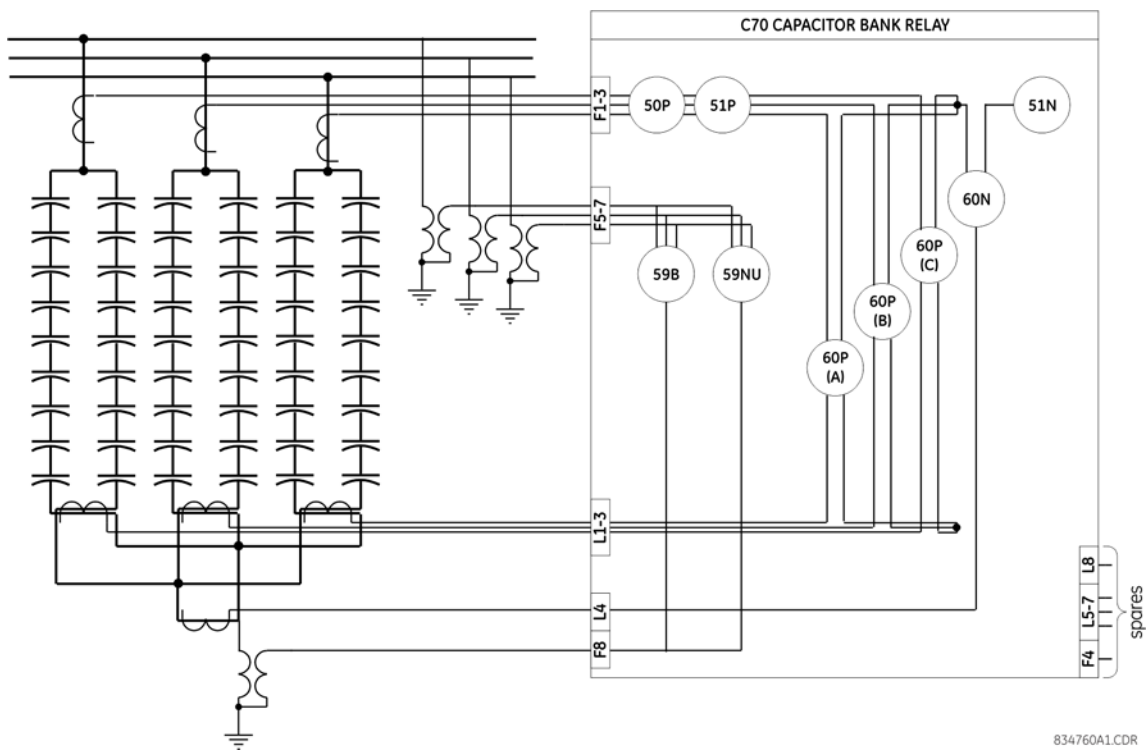 C70 CAPACITOR BANK RELAY
F1-3
50P
51P
51N
60N
F5-7
60P
(C)
59B
59NU
60P
(B)
60P
(A)
L1-3
L8
L4
L5-7
spares
F8
F4
834760A1.CDR